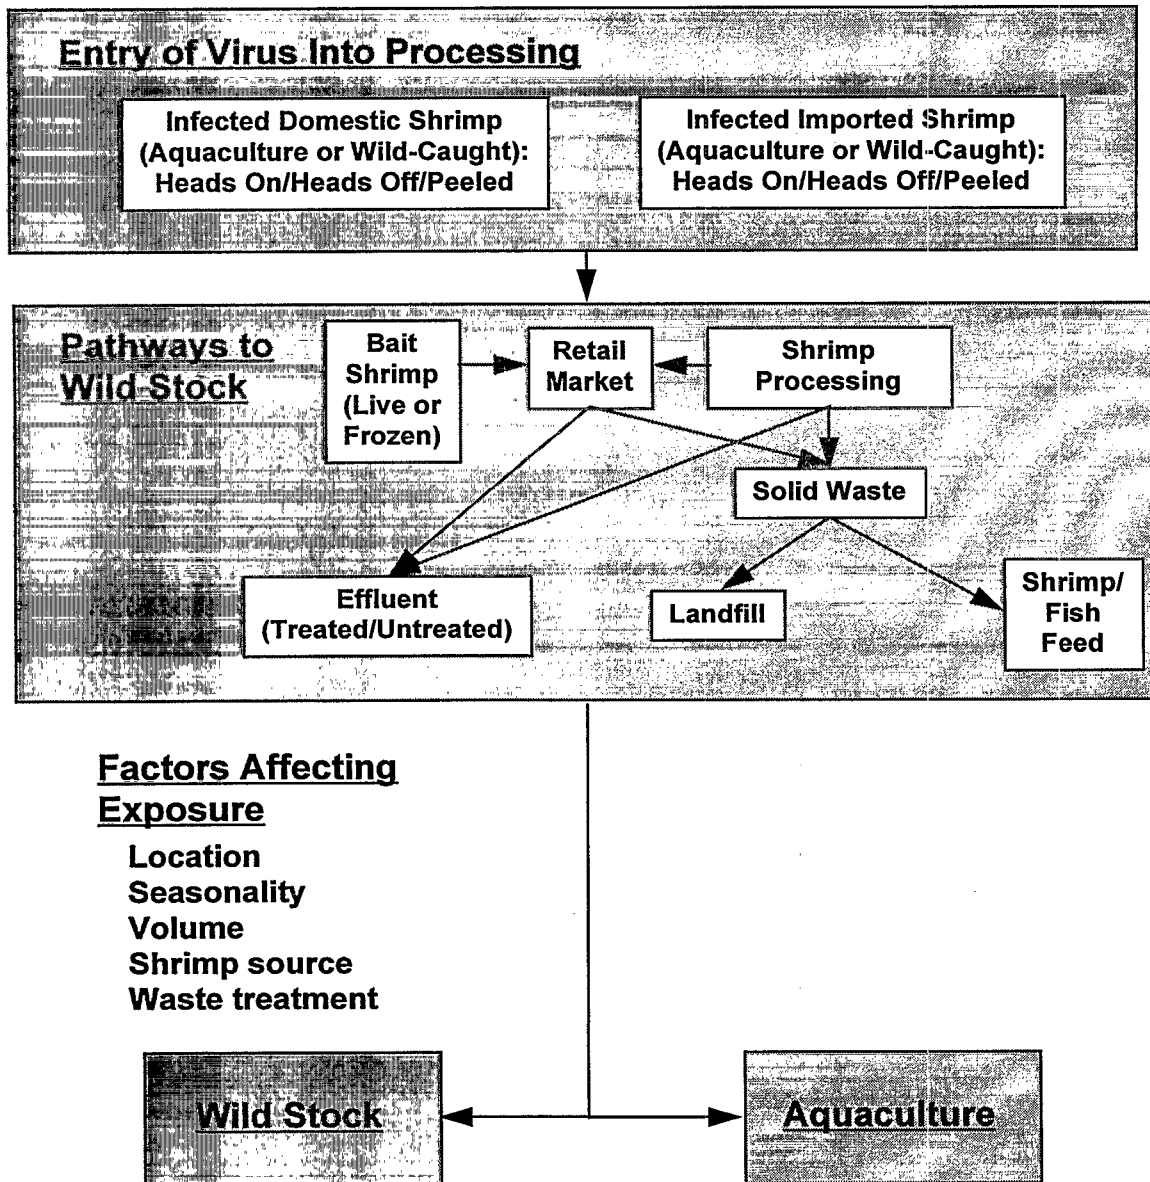 Entry of Virus Into Processing
Infected Domestic Shrimp
(Aquaculture or Wild-Caught):
Heads On/Heads Off/Peeled
Infected Imported Shrimp
(Aquaculture or Wild-Caught):
Heads On/Heads Off/Peeled
Pathways to
Wild Stock
Bait
Shrimp
(Live or
Frozen)
Retail
Market
Shrimp
Processing
Solid Waste
Effluent
(Treated/Untreated)
Landfill
Shrimp/
Fish
Feed
Factors Affecting
Exposure
Location
Seasonality
Volume
Shrimp source
Waste treatment
Wild Stock
Aquaculture